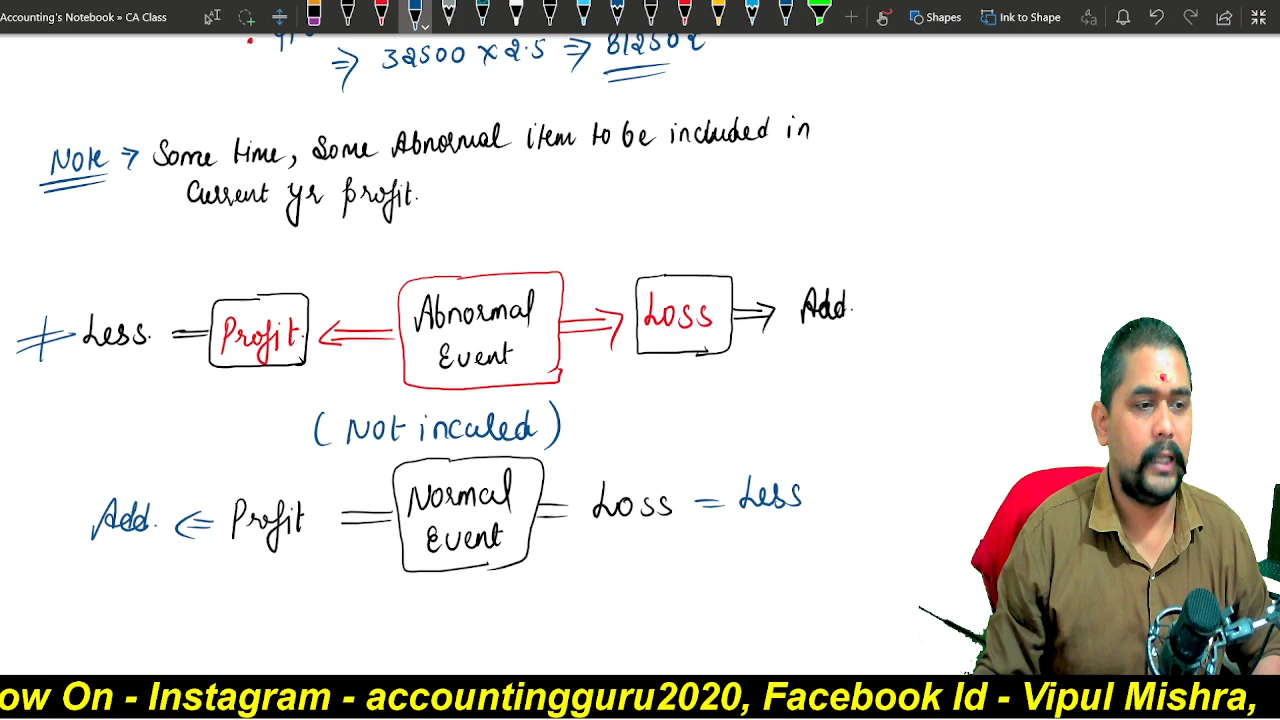 Accounting's Notebook » CA Class
Shapes
Ink to Shape
⇒ 32500 × 2.5 ⇒ 81250
Note ⇒ Some time, Some Abnormal item to be included in
Current yr profit.
Less. = Profit. ⇐ Abnormal Event ⇒ Loss ⇒ Add.
(Not inculed)
Add. ⇐ Profit = Normal Event = Loss = Less
ow On - Instagram - accountingguru2020, Facebook Id - Vipul Mishra,